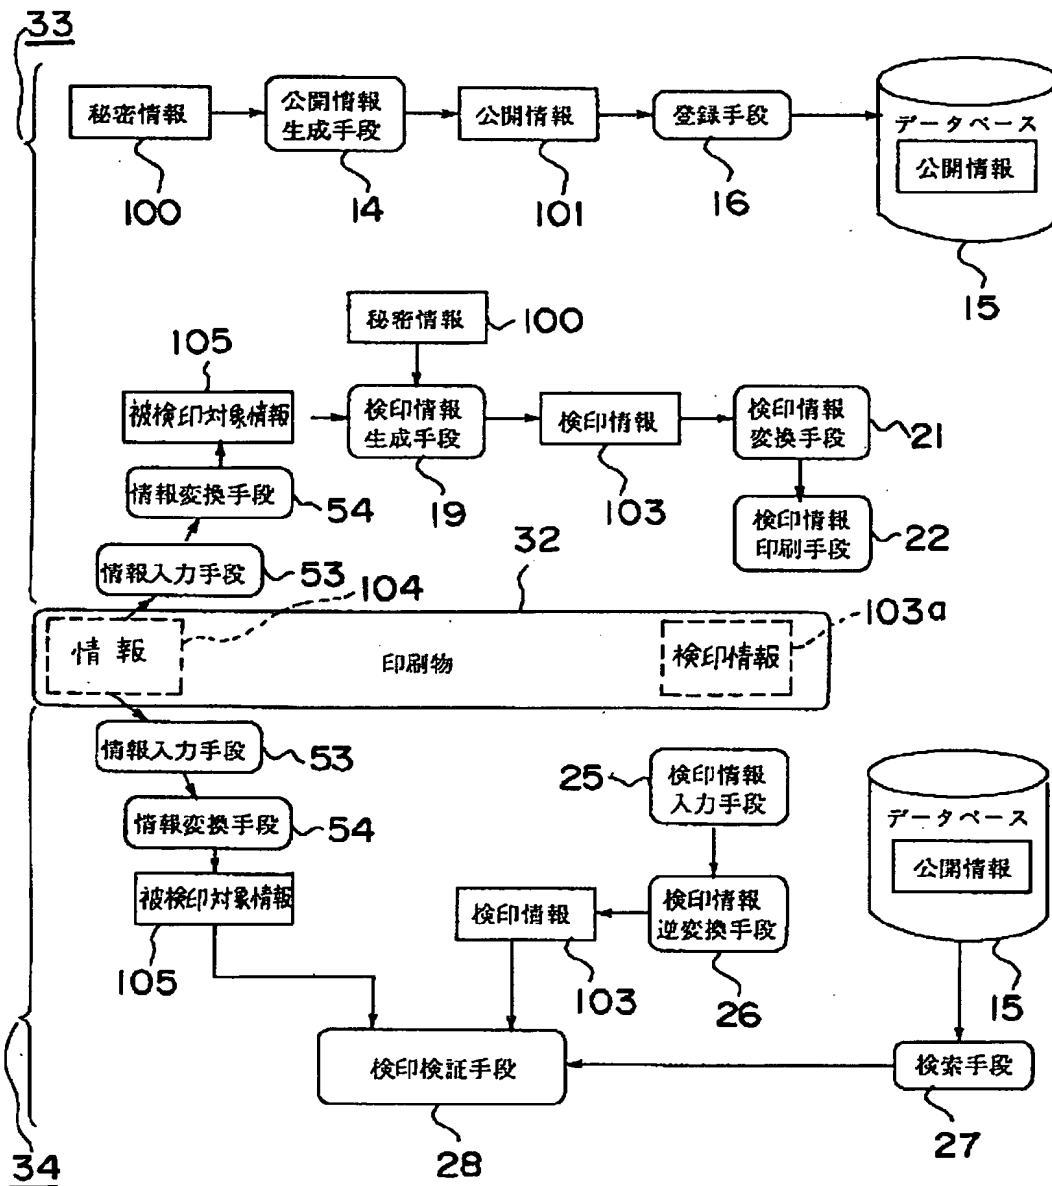 33
秘密情報
公開情報
生成手段
公開情報
登録手段
データベース
公開情報
100
14
101
16
15
秘密情報
100
105
被検印対象情報
検印情報
生成手段
検印情報
検印情報
変換手段
21
情報変換手段
54
19
103
検印情報
印刷手段
22
情報入力手段
53
32
104
103a
情報
印刷物
検印情報
情報入力手段
53
25
検印情報
入力手段
情報変換手段
54
データベース
公開情報
被検印対象情報
検印情報
検印情報
逆変換手段
105
103
26
15
検印検証手段
検索手段
28
27
34